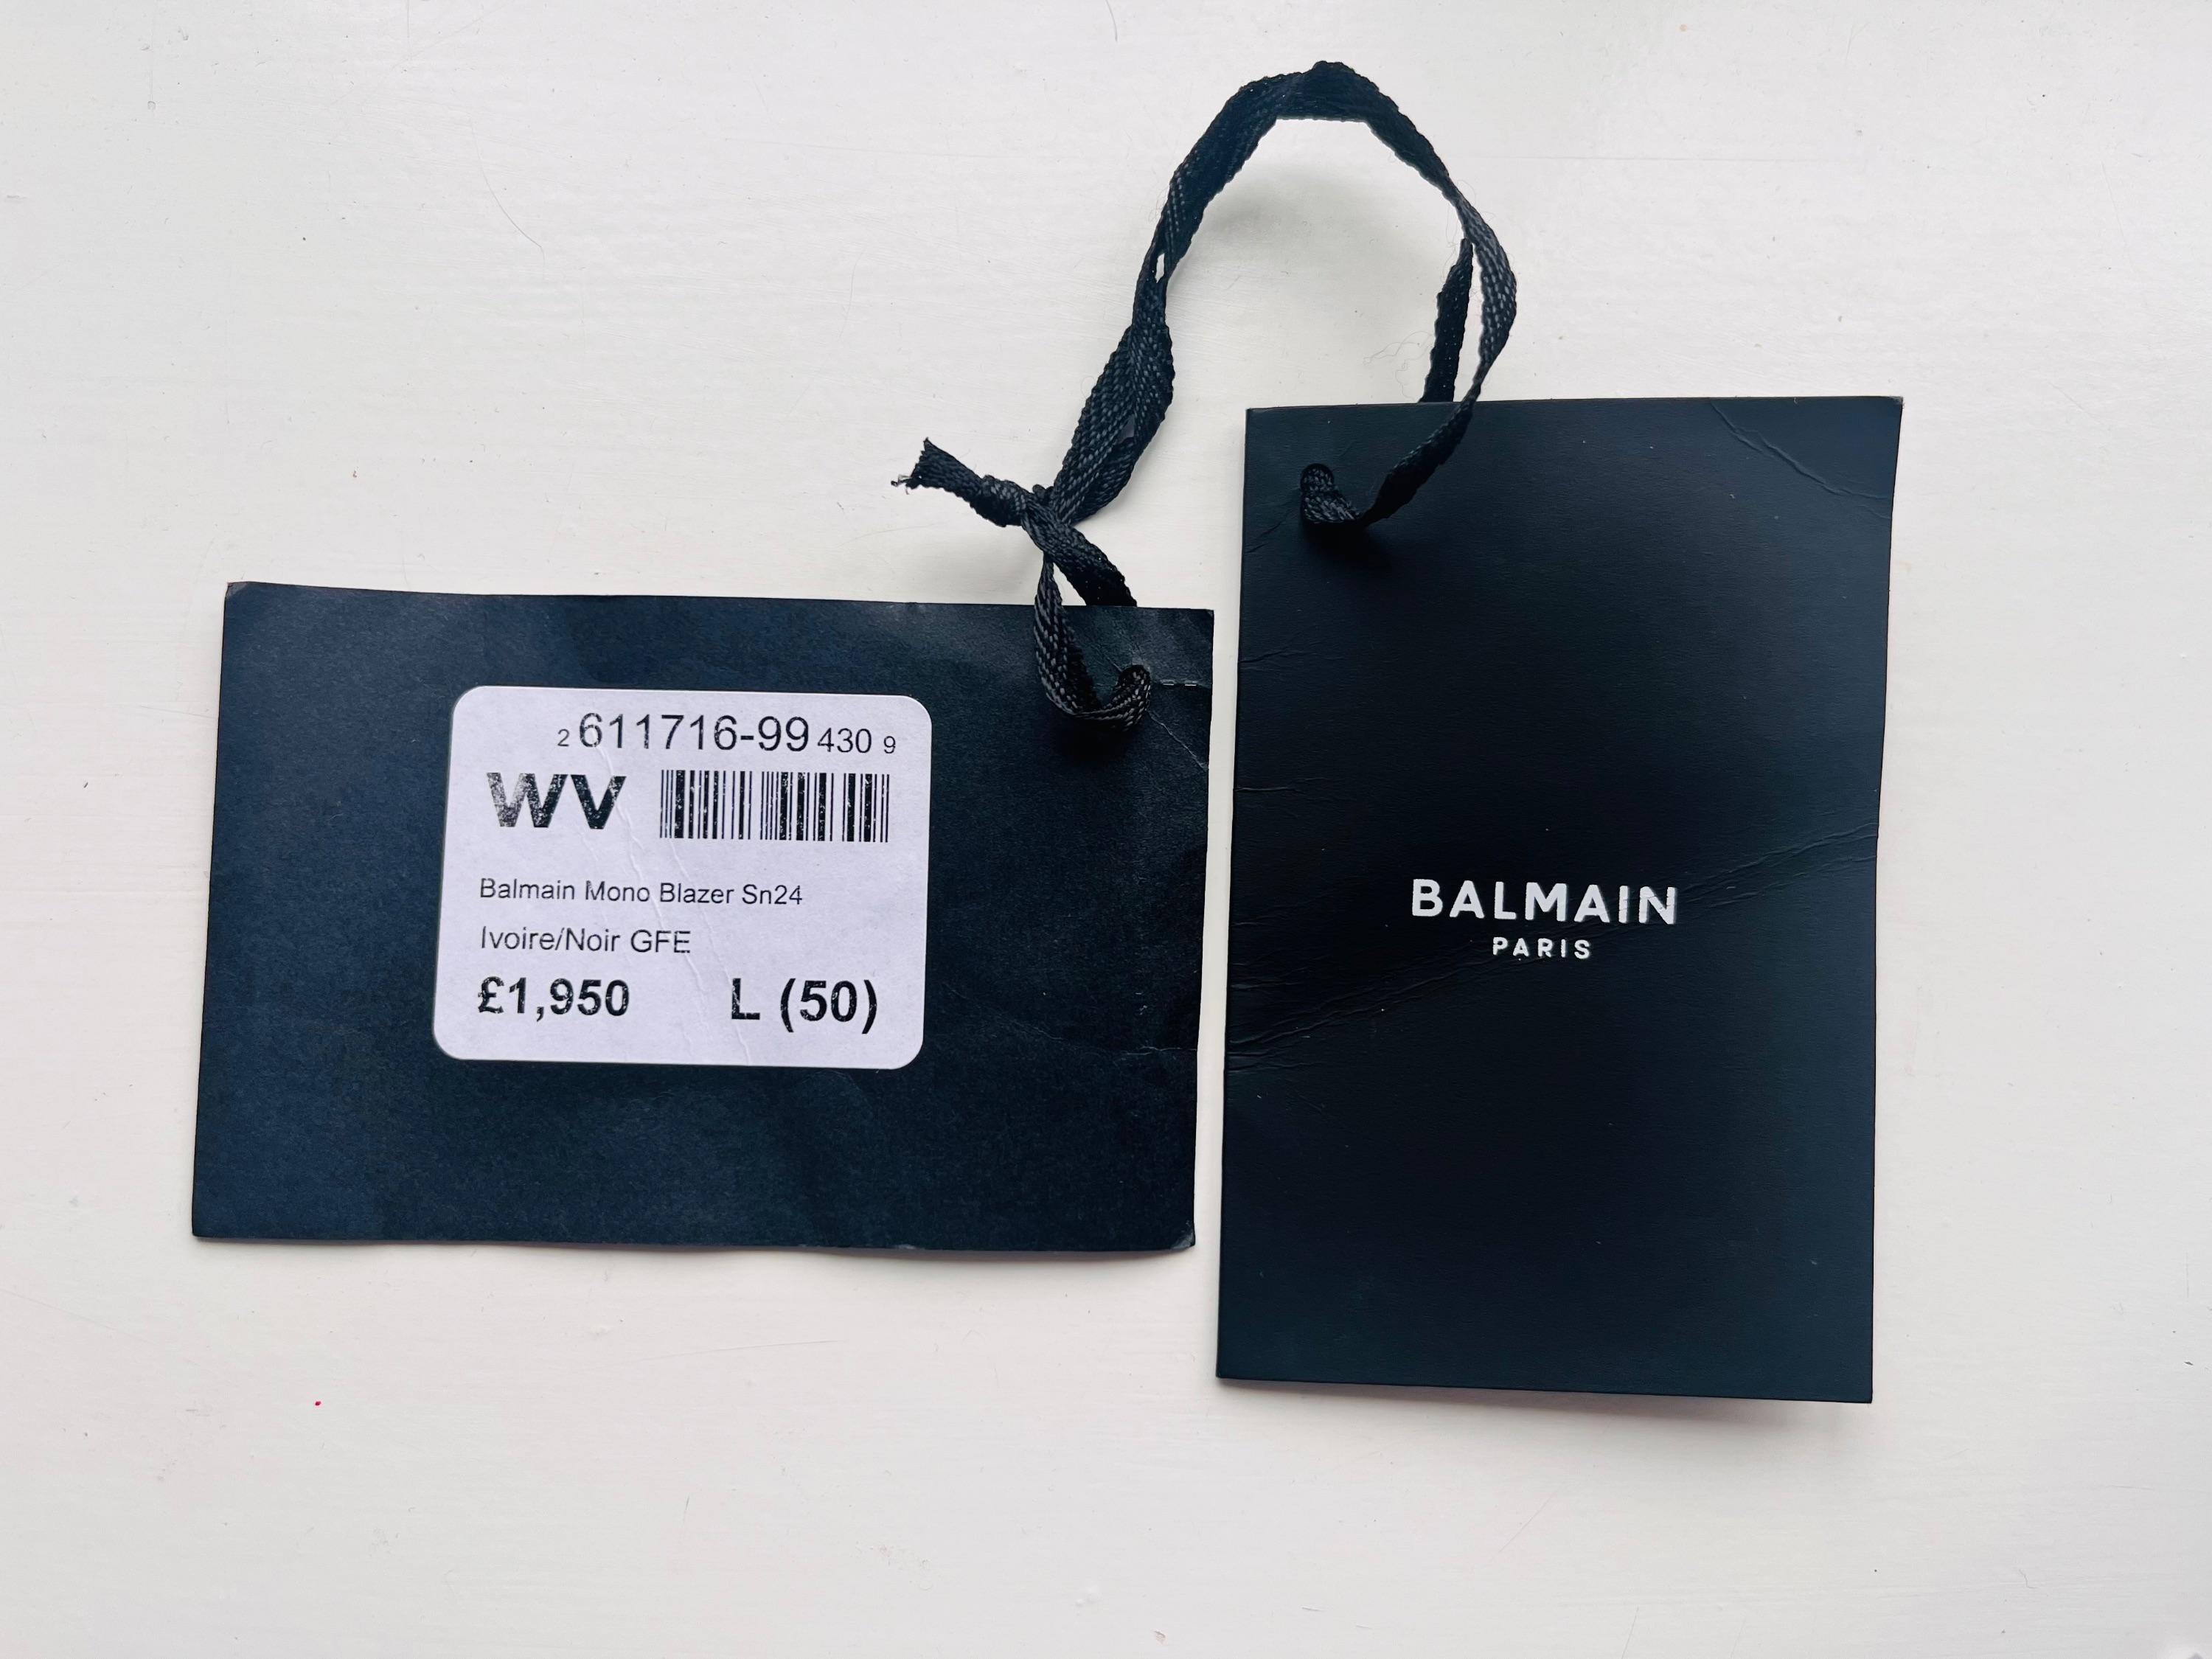 2 611716-99 430 9
WV
Balmain Mono Blazer Sn24
Ivoire/Noir GFE
£1,950 L (50)
BALMAIN
PARIS